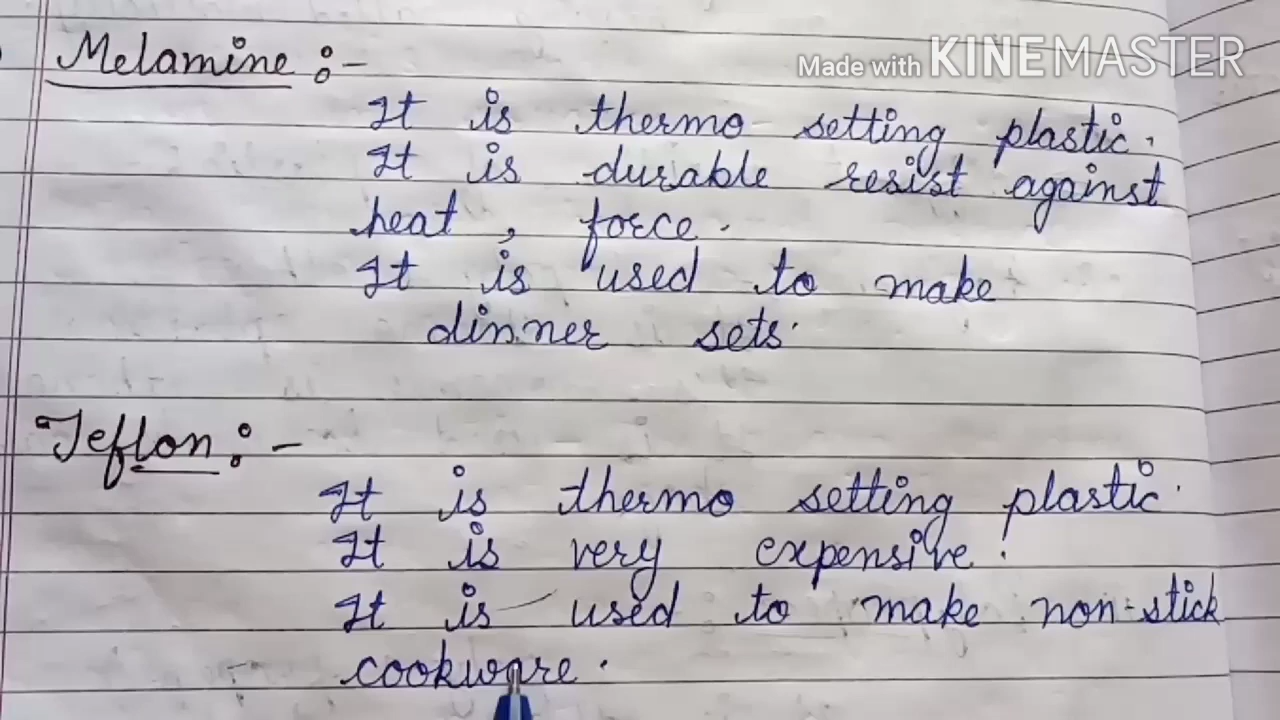 Made with KINEMASTER
Melamine :-
It is thermo setting plastic.
It is durable resist against
heat, force.
It is used to make
dinner sets.
Teflon :-
It is thermo setting plastic.
It is very expensive.
It is used to make non-stick
cookware.